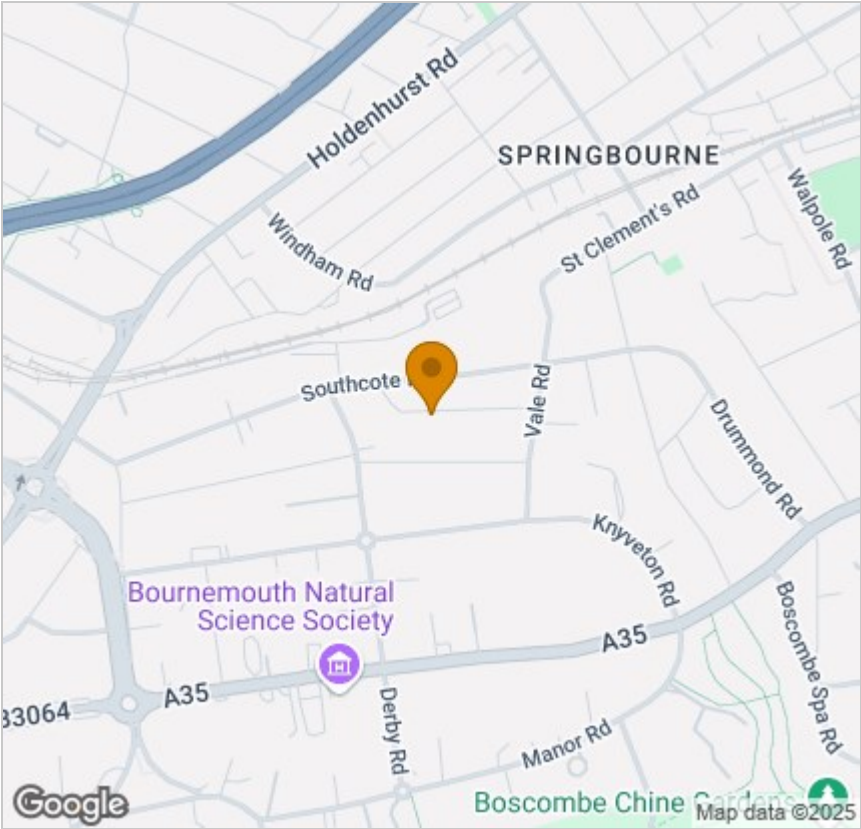 Holdenhurst Rd
SPRINGBOURNE
Walpole Rd
Windham Rd
St Clement's Rd
Southcote
Vale Rd
Drummond Rd
Knyveton Rd
Bournemouth Natural
Science Society
A35
Boscombe Spa Rd
A35
33064
Derby Rd
Manor Rd
Boscombe Chine Gardens
Google
Map data ©2025